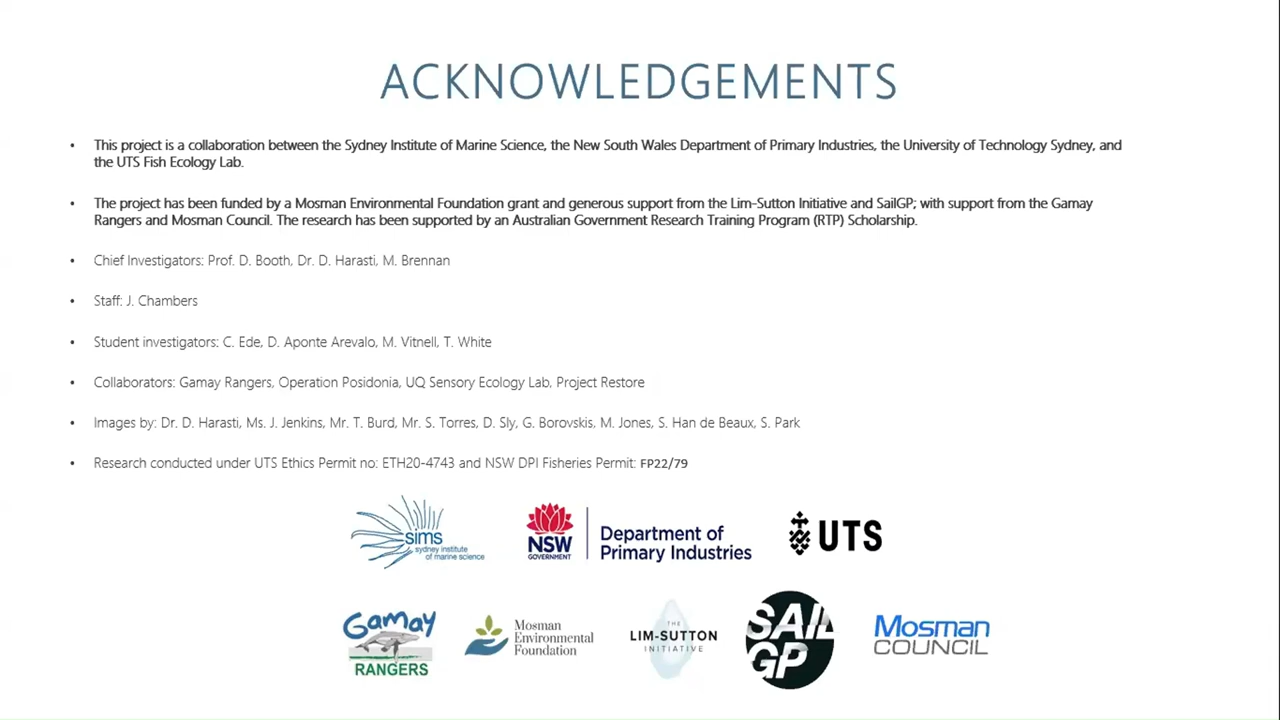 ACKNOWLEDGEMENTS
• This project is a collaboration between the Sydney Institute of Marine Science, the New South Wales Department of Primary Industries, the University of Technology Sydney, and
the UTS Fish Ecology Lab.
• The project has been funded by a Mosman Environmental Foundation grant and generous support from the Lim-Sutton Initiative and SailGP; with support from the Gamay
Rangers and Mosman Council. The research has been supported by an Australian Government Research Training Program (RTP) Scholarship.
• Chief Investigators: Prof. D. Booth, Dr. D. Harasti, M. Brennan
• Staff: J. Chambers
• Student investigators: C. Ede, D. Aponte Arevalo, M. Vitnell, T. White
• Collaborators: Gamay Rangers, Operation Posidonia, UQ Sensory Ecology Lab, Project Restore
• Images by: Dr. D. Harasti, Ms. J. Jenkins, Mr. T. Burd, Mr. S. Torres, D. Sly, G. Borovskis, M. Jones, S. Han de Beaux, S. Park
• Research conducted under UTS Ethics Permit no: ETH20-4743 and NSW DPI Fisheries Permit: FP22/79
sims
sydney institute
of marine science
NSW
GOVERNMENT
Department of
Primary Industries
UTS
Gamay
RANGERS
Mosman
Environmental
Foundation
THE
LIM-SUTTON
INITIATIVE
SAIL
GP
Mosman
COUNCIL